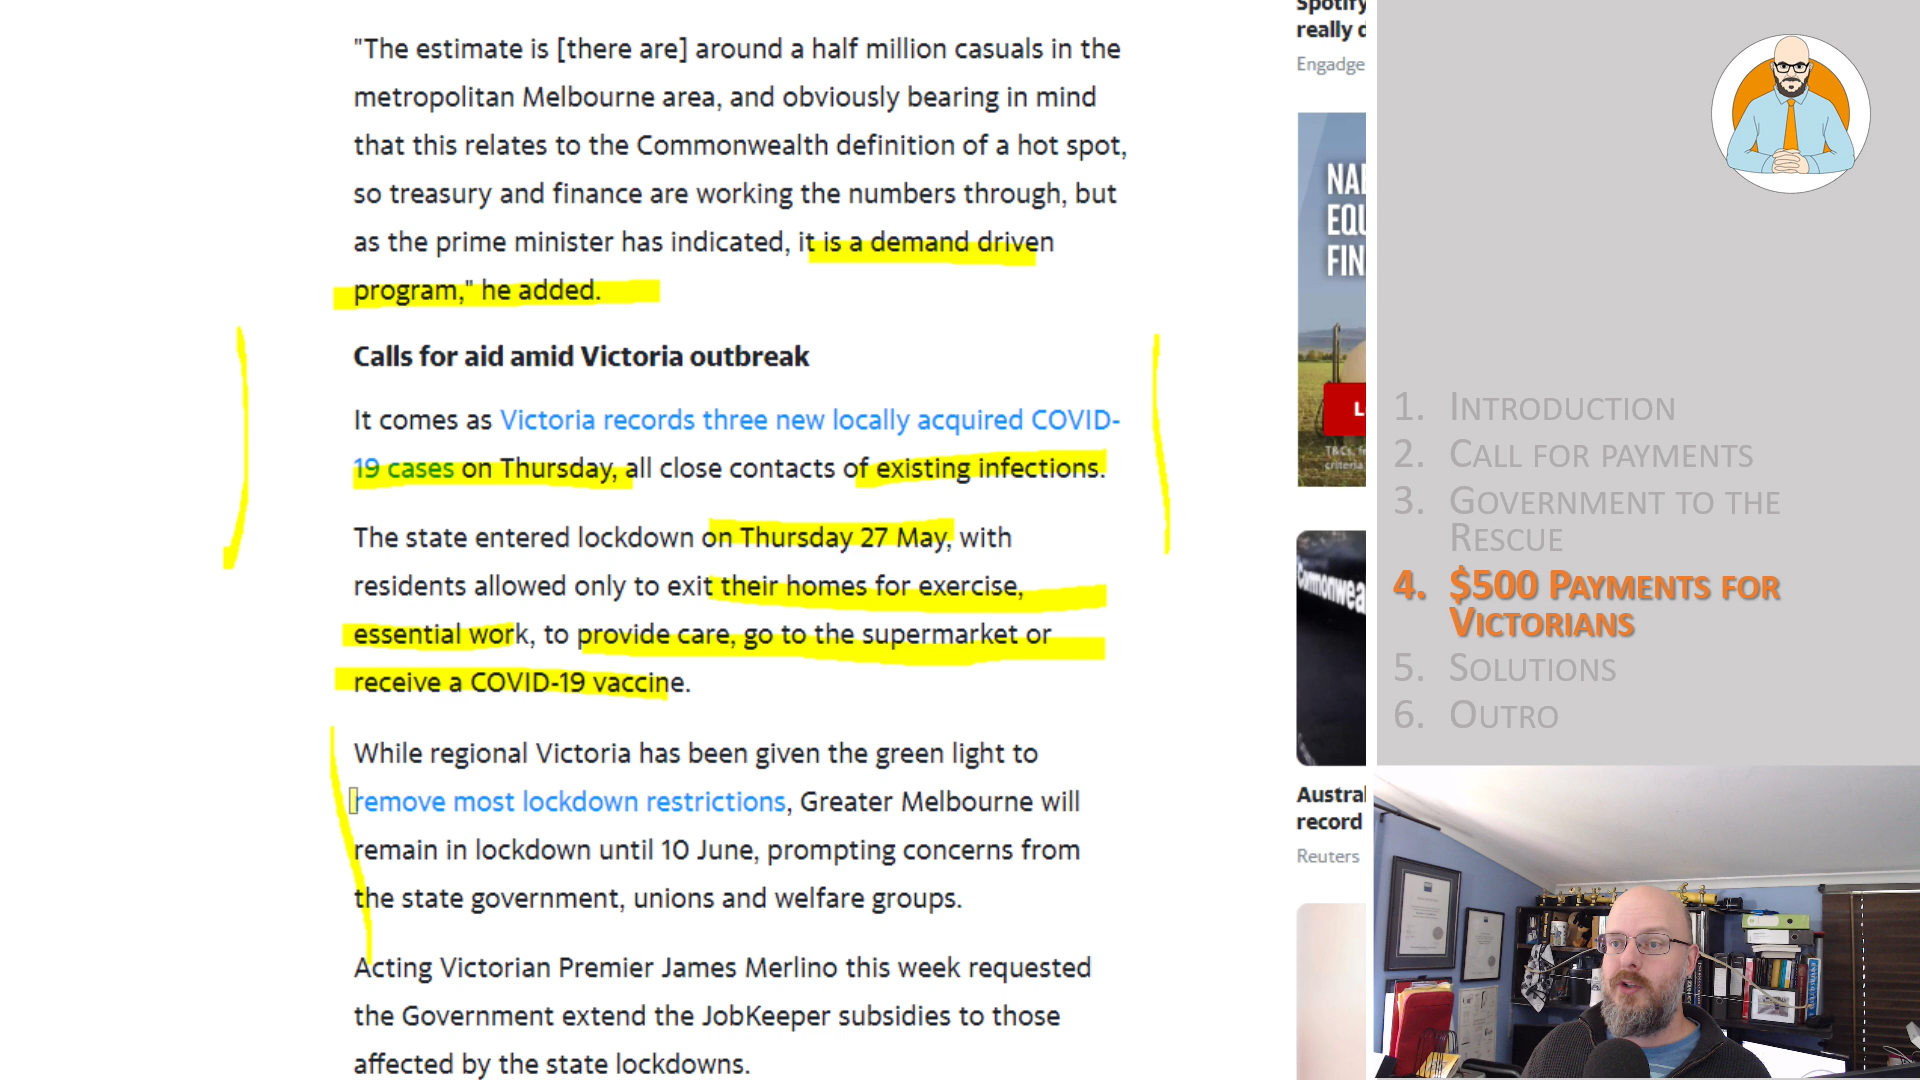 "The estimate is [there are] around a half million casuals in the
metropolitan Melbourne area, and obviously bearing in mind
that this relates to the Commonwealth definition of a hot spot,
so treasury and finance are working the numbers through, but
as the prime minister has indicated, it is a demand driven
program," he added.
Calls for aid amid Victoria outbreak
It comes as Victoria records three new locally acquired COVID-
19 cases on Thursday, all close contacts of existing infections.
The state entered lockdown on Thursday 27 May, with
residents allowed only to exit their homes for exercise,
essential work, to provide care, go to the supermarket or
receive a COVID-19 vaccine.
While regional Victoria has been given the green light to
remove most lockdown restrictions, Greater Melbourne will
remain in lockdown until 10 June, prompting concerns from
the state government, unions and welfare groups.
Acting Victorian Premier James Merlino this week requested
the Government extend the JobKeeper subsidies to those
affected by the state lockdowns.
Spotify
really d
Engadge
NAB
EQU
FIN
L
T&Cs, f
criteria
Commonwea
Austral
record
Reuters
1. INTRODUCTION
2. CALL FOR PAYMENTS
3. GOVERNMENT TO THE
RESCUE
4. $500 PAYMENTS FOR
VICTORIANS
5. SOLUTIONS
6. OUTRO